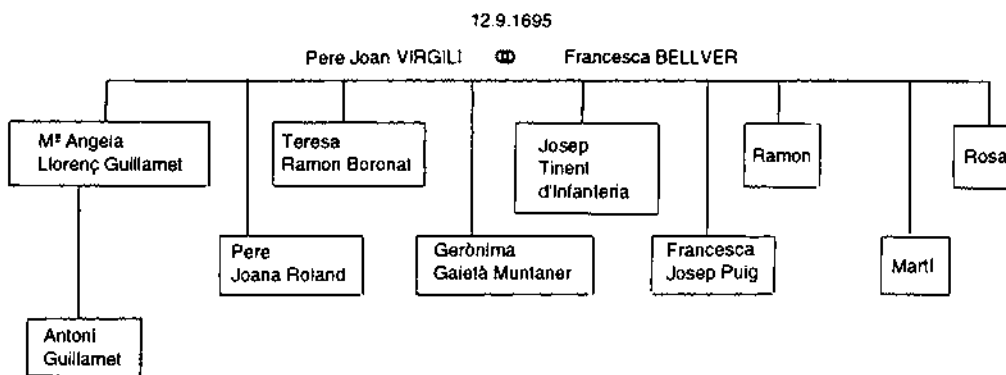 12.9.1695
Pere Joan VIRGILI Francesca BELLVER
Mª Angela
Llorenç Guillamet
Teresa
Ramon Boronat
Josep
Tinent
d'Infanteria
Ramon
Rosa
Pere
Joana Roland
Gerònima
Gaietà Muntaner
Francesca
Josep Puig
Martí
Antoni
Guillamet